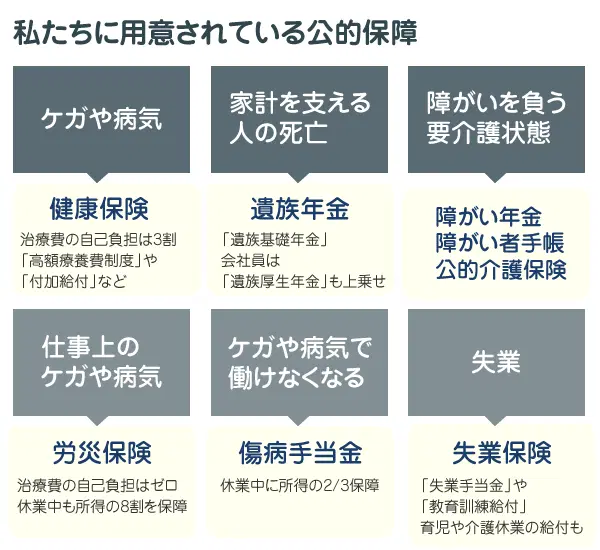 私たちに用意されている公的保障
ケガや病気
健康保険
治療費の自己負担は3割
「高額療養費制度」や
「付加給付」など
家計を支える
人の死亡
遺族年金
「遺族基礎年金」
会社員は
「遺族厚生年金」も上乗せ
障がいを負う
要介護状態
障がい年金
障がい者手帳
公的介護保険
仕事上の
ケガや病気
労災保険
治療費の自己負担はゼロ
休業中も所得の8割を保障
ケガや病気で
働けなくなる
傷病手当金
休業中に所得の2/3保障
失業
失業保険
「失業手当金」や
「教育訓練給付」
育児や介護休業の給付も